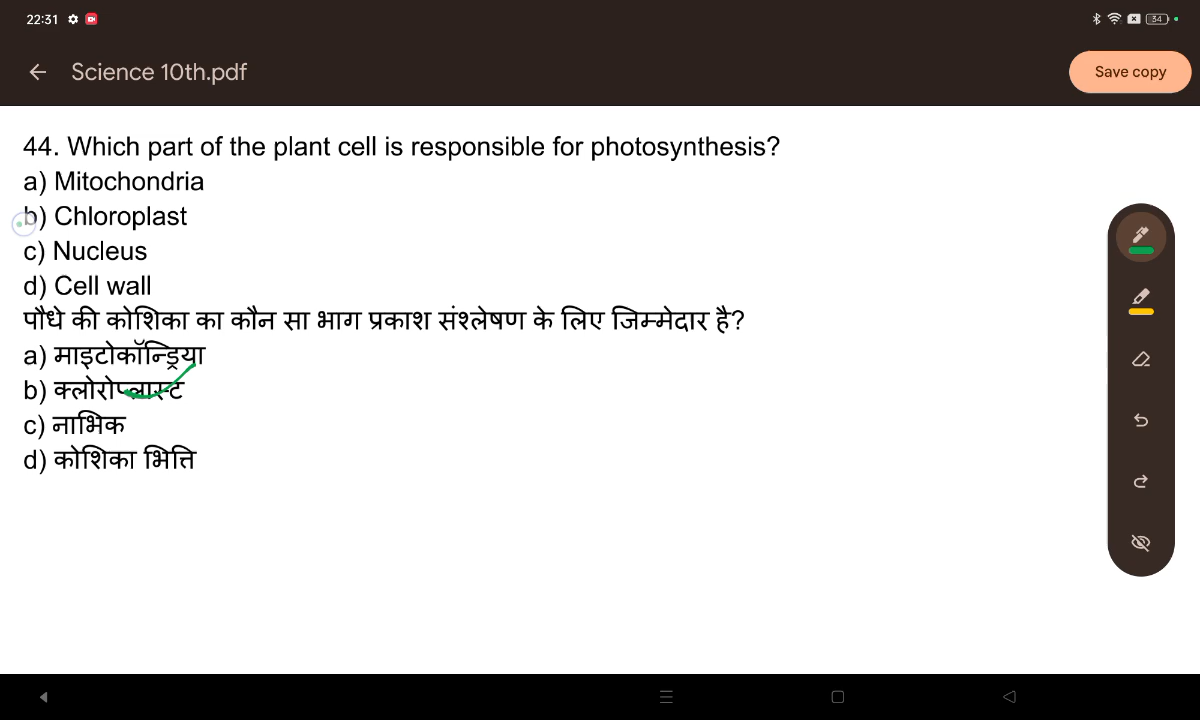 22:31
34
Science 10th.pdf
Save copy
44. Which part of the plant cell is responsible for photosynthesis?
a) Mitochondria
b) Chloroplast
c) Nucleus
d) Cell wall
पौधे की कोशिका का कौन सा भाग प्रकाश संश्लेषण के लिए जिम्मेदार है?
a) माइटोकॉन्ड्रिया
b) क्लोरोप्लास्ट
c) नाभिक
d) कोशिका भित्ति